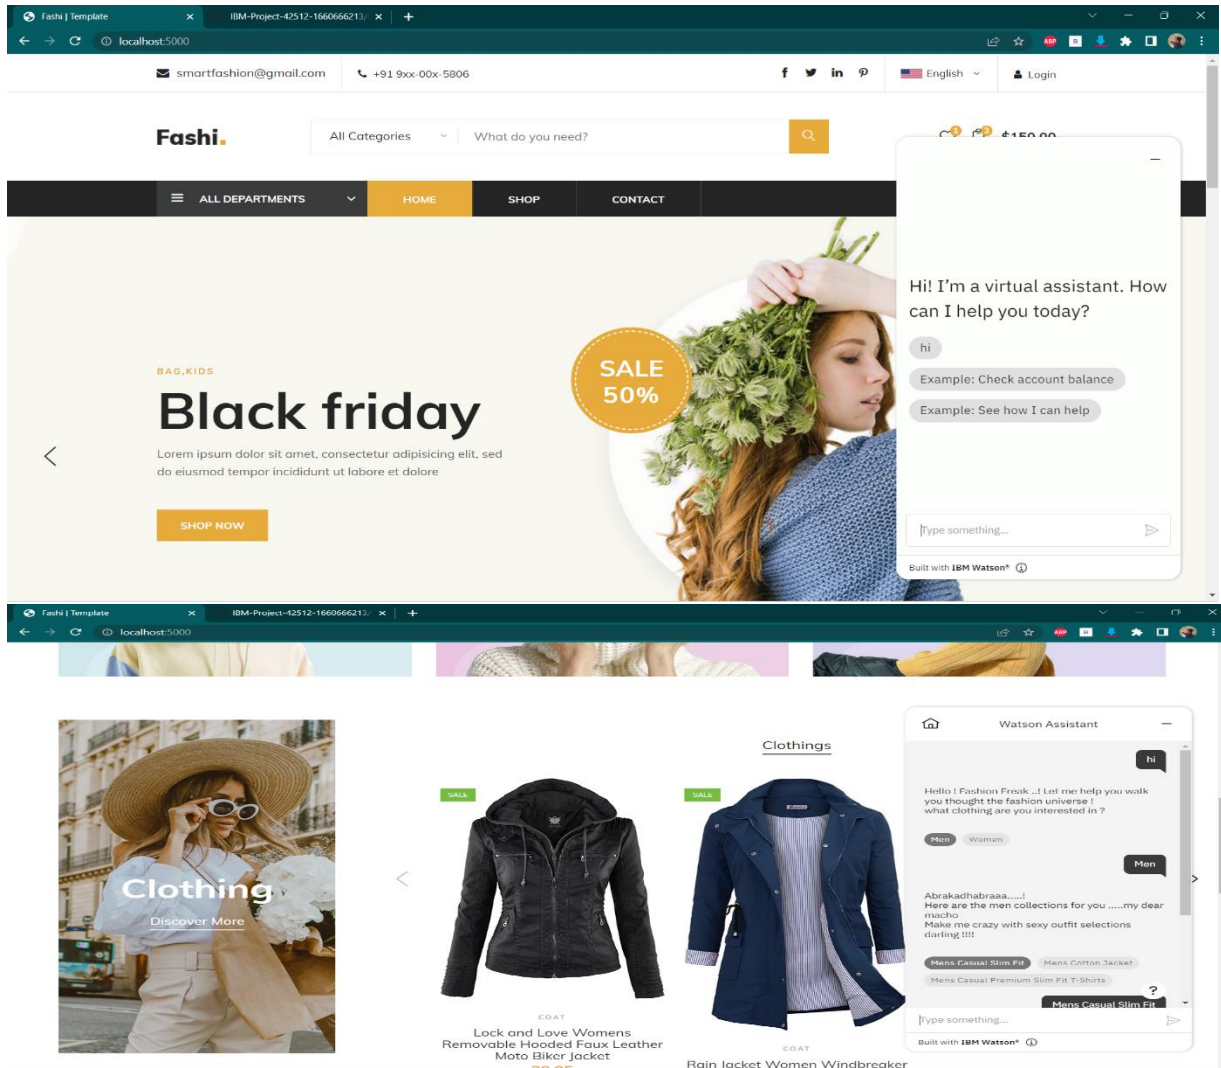 Fashi | Template
IBM-Project-42512-1660666213/
localhost:5000
smartfashion@gmail.com
+91 9xx-00x-5806
English
Login
Fashi.
All Categories
What do you need?
1
3
$150.00
ALL DEPARTMENTS
HOME
SHOP
CONTACT
BAG,KIDS
Black friday
Lorem ipsum dolor sit amet, consectetur adipisicing elit, sed
do eiusmod tempor incididunt ut labore et dolore
SHOP NOW
SALE
50%
Hi! I'm a virtual assistant. How
can I help you today?
hi
Example: Check account balance
Example: See how I can help
Type something...
Built with IBM Watson®
Fashi | Template
IBM-Project-42512-1660666213/
localhost:5000
Clothing
Discover More
Clothings
SALE
COAT
Lock and Love Womens
Removable Hooded Faux Leather
Moto Biker Jacket
SALE
COAT
Rain Jacket Women Windbreaker
Watson Assistant
hi
Hello ! Fashion Freak ..! Let me help you walk
you thought the fashion universe !
what clothing are you interested in ?
Men
Women
Men
Abrakadhabraaa.....!
Here are the men collections for you .....my dear
macho
Make me crazy with sexy outfit selections
darling !!!!
Mens Casual Slim Fit
Mens Cotton Jacket
Mens Casual Premium Slim Fit T-Shirts
?
Mens Casual Slim Fit
Type something...
Built with IBM Watson®